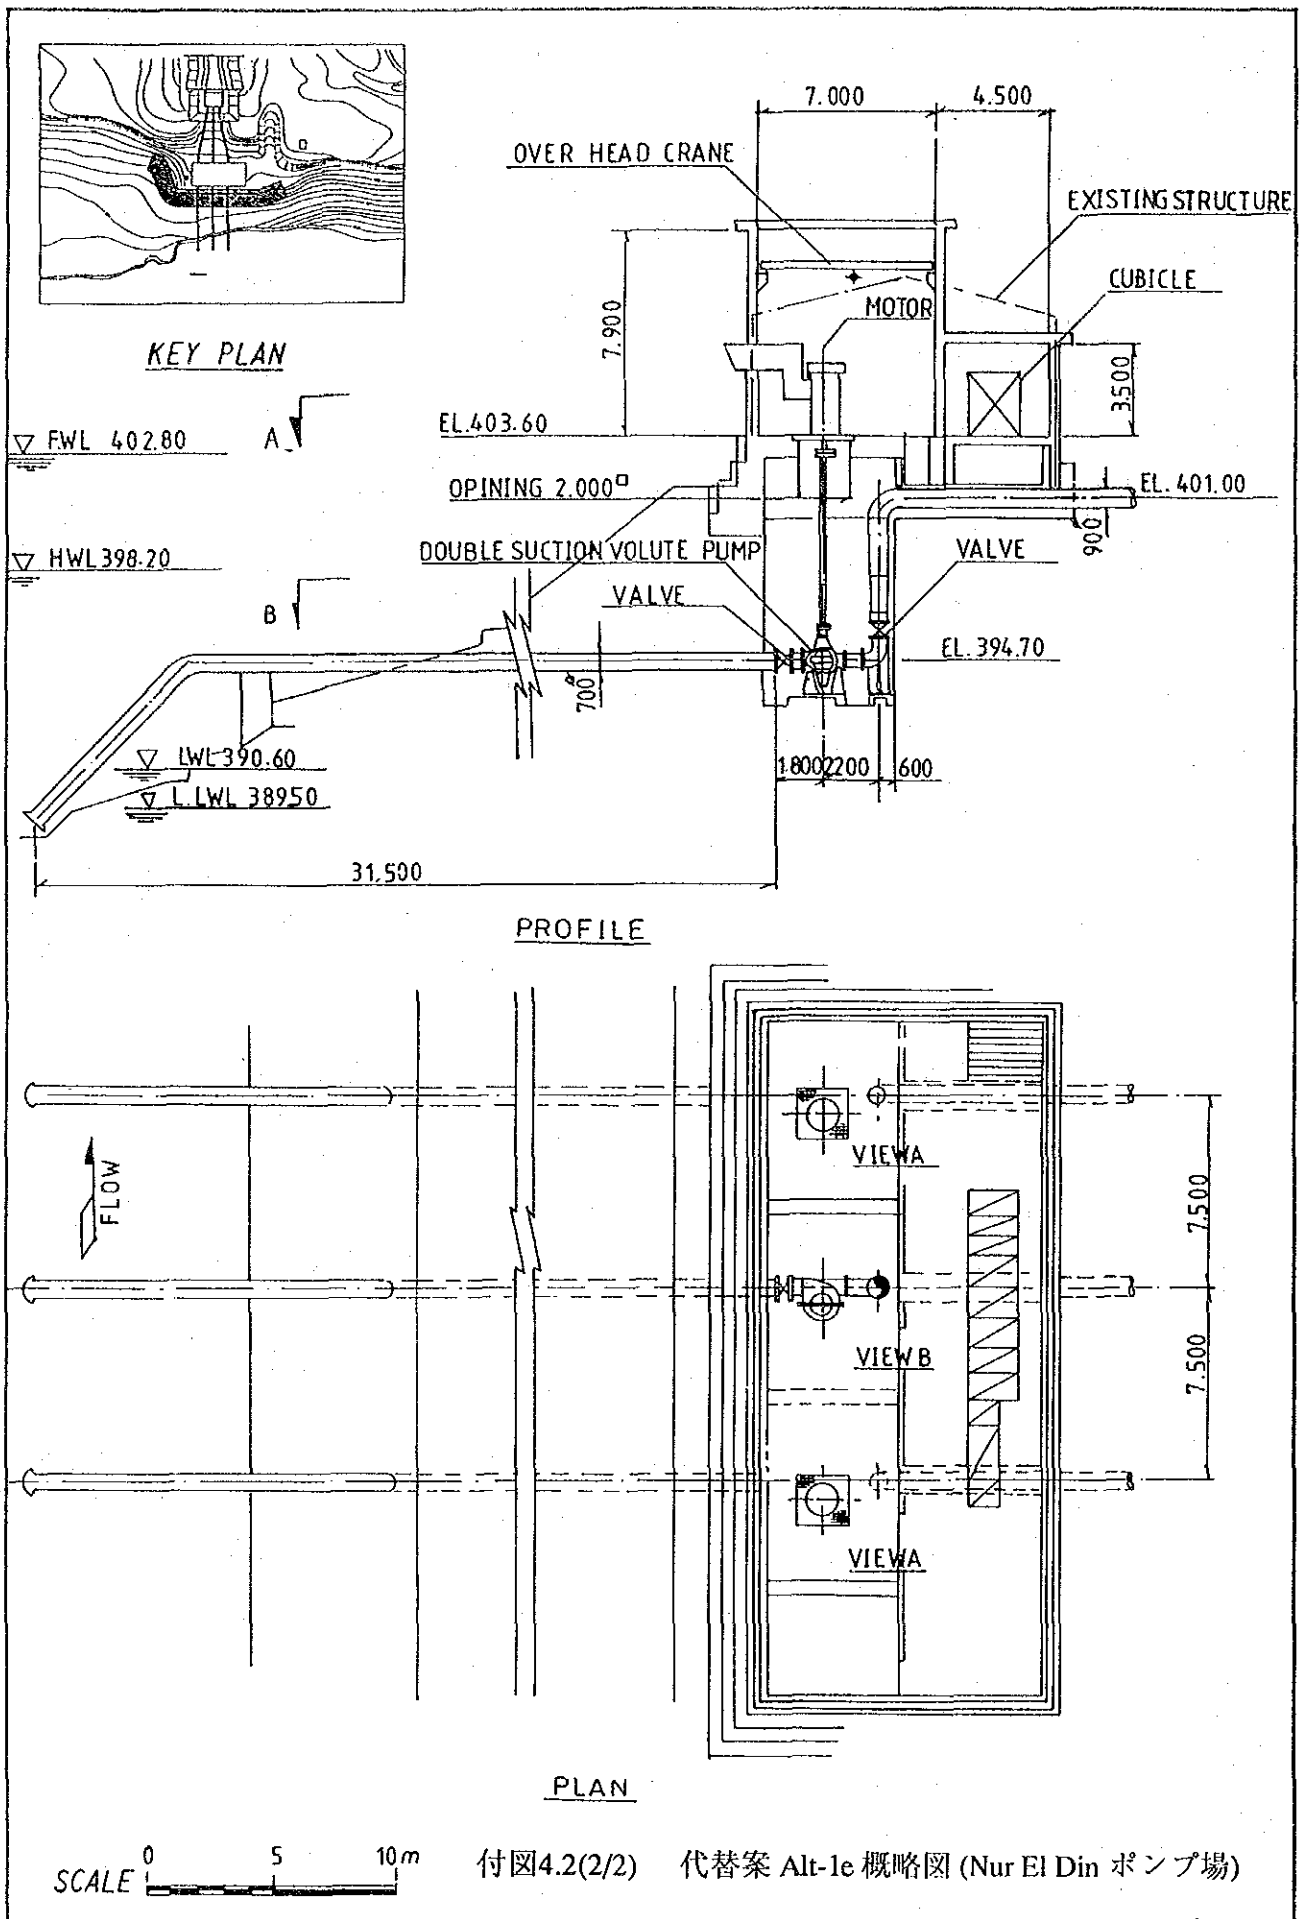 7.000
4.500
OVER HEAD CRANE
EXISTING STRUCTURE
CUBICLE
MOTOR
7.900
3.500
KEY PLAN
FWL 402.80
A
EL.403.60
OPINING 2.000□
EL. 401.00
900
HWL 398.20
DOUBLE SUCTION VOLUTE PUMP
VALVE
VALVE
B
EL. 394.70
700
LWL 390.60
L.LWL 38950
1.800
2200
600
31.500
PROFILE
FLOW
VIEWA
7.500
VIEW B
7.500
VIEWA
PLAN
SCALE
0
5
10m
付図4.2(2/2) 代替案 Alt-1e 概略図 (Nur El Din ポンプ場)